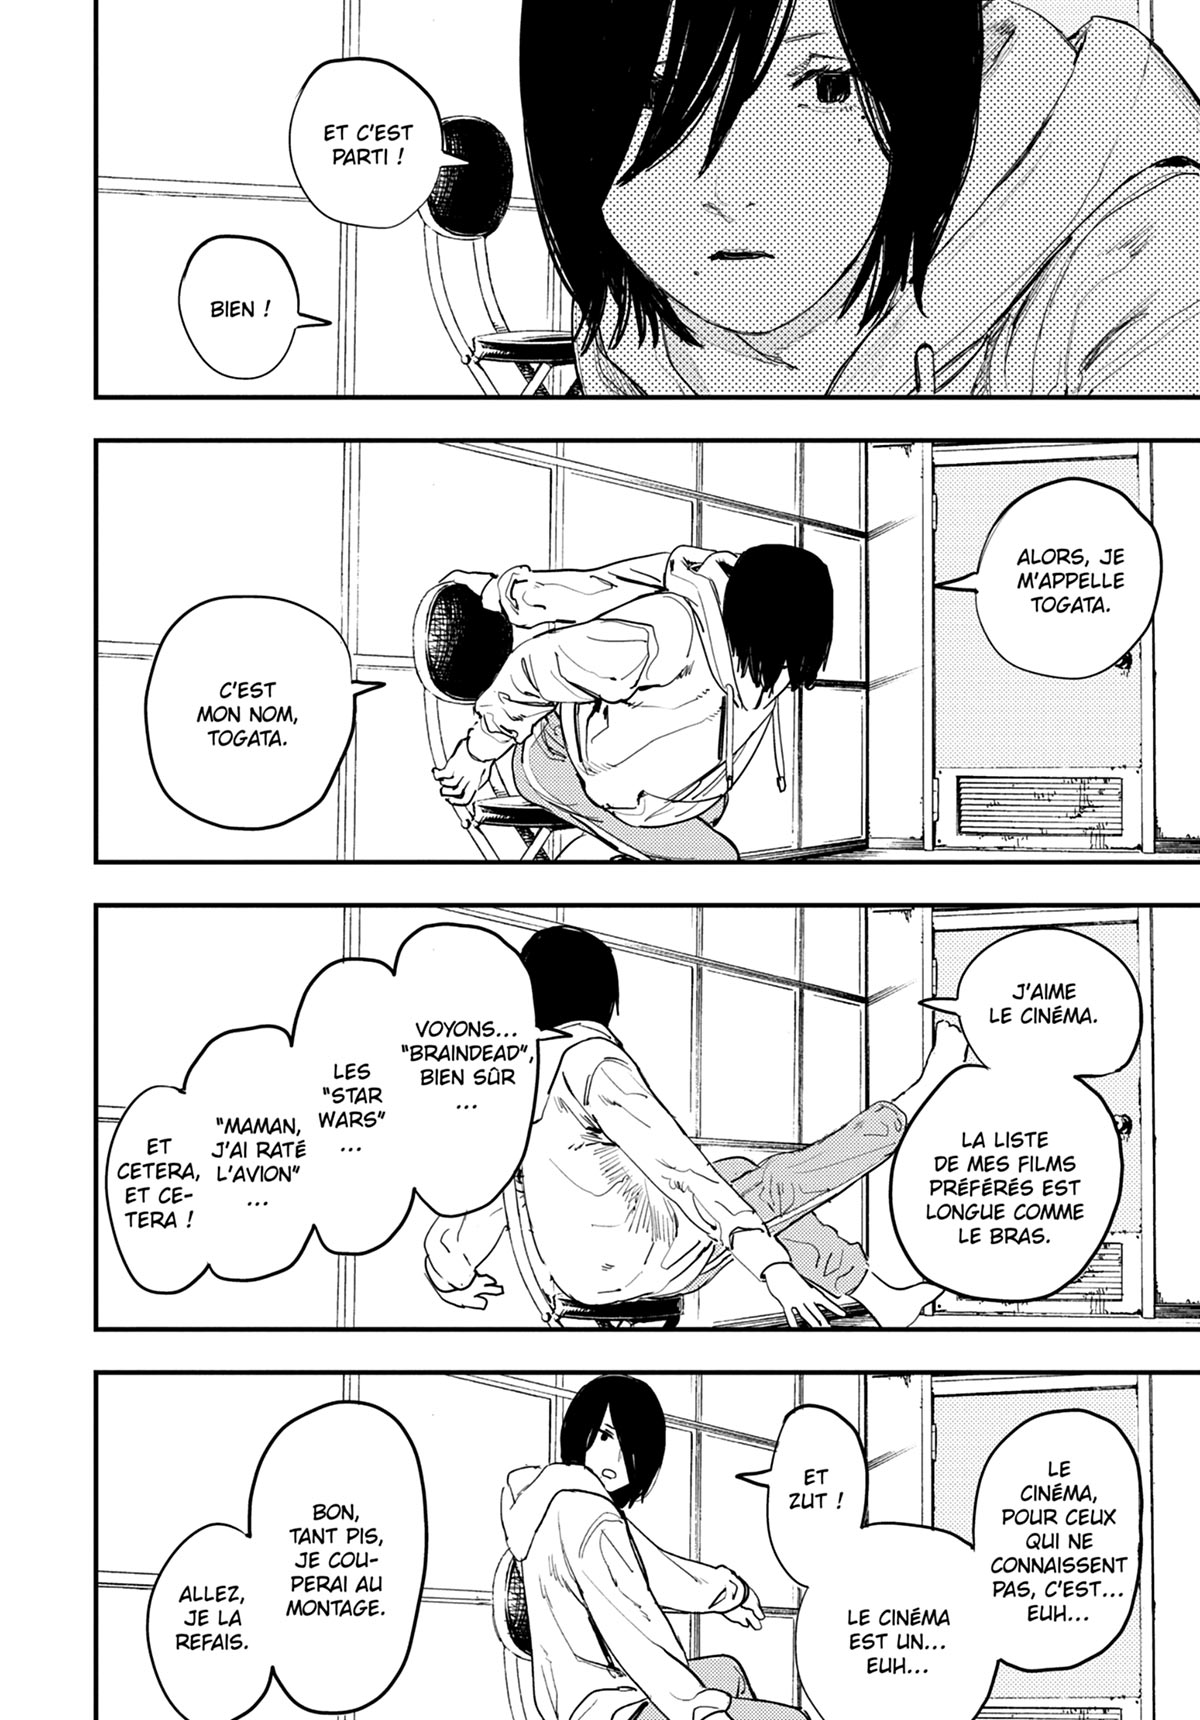 ET C'EST
PARTI !
BIEN !
ALORS, JE
M'APPELLE
TOGATA.
C'EST
MON NOM,
TOGATA.
J'AIME
LE CINÉMA.
LA LISTE
DE MES FILMS
PRÉFÉRÉS EST
LONGUE COMME
LE BRAS.
VOYONS...
"BRAINDEAD",
BIEN SÛR
...
LES
"STAR
WARS"
...
"MAMAN,
J'AI RATÉ
L'AVION"
...
ET
CETERA,
ET CE-
TERA !
LE
CINÉMA,
POUR CEUX
QUI NE
CONNAISSENT
PAS, C'EST...
EUH...
LE CINÉMA
EST UN...
EUH...
ET
ZUT !
BON,
TANT PIS,
JE COU-
PERAI AU
MONTAGE.
ALLEZ,
JE LA
REFAIS.